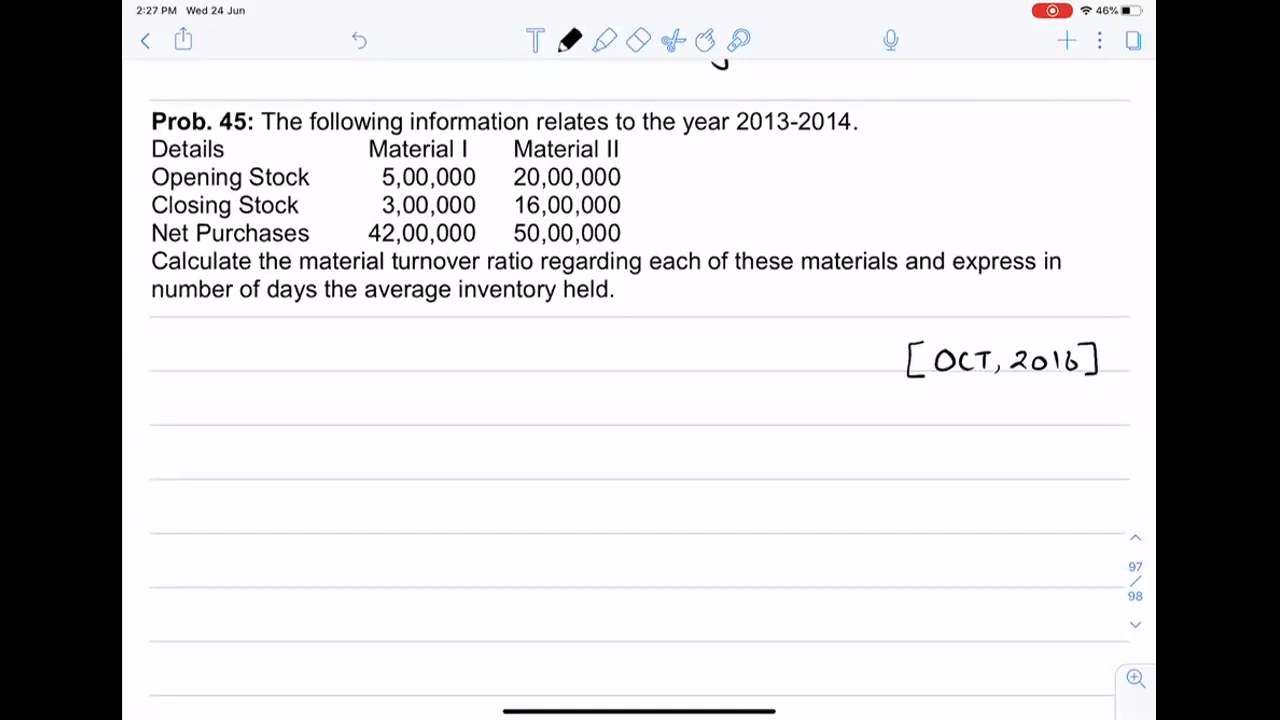 2:27 PM Wed 24 Jun
46%
T
Prob. 45: The following information relates to the year 2013-2014.
Details Material I Material II
Opening Stock 5,00,000 20,00,000
Closing Stock 3,00,000 16,00,000
Net Purchases 42,00,000 50,00,000
Calculate the material turnover ratio regarding each of these materials and express in
number of days the average inventory held.
[OCT, 2016]
97
/
98